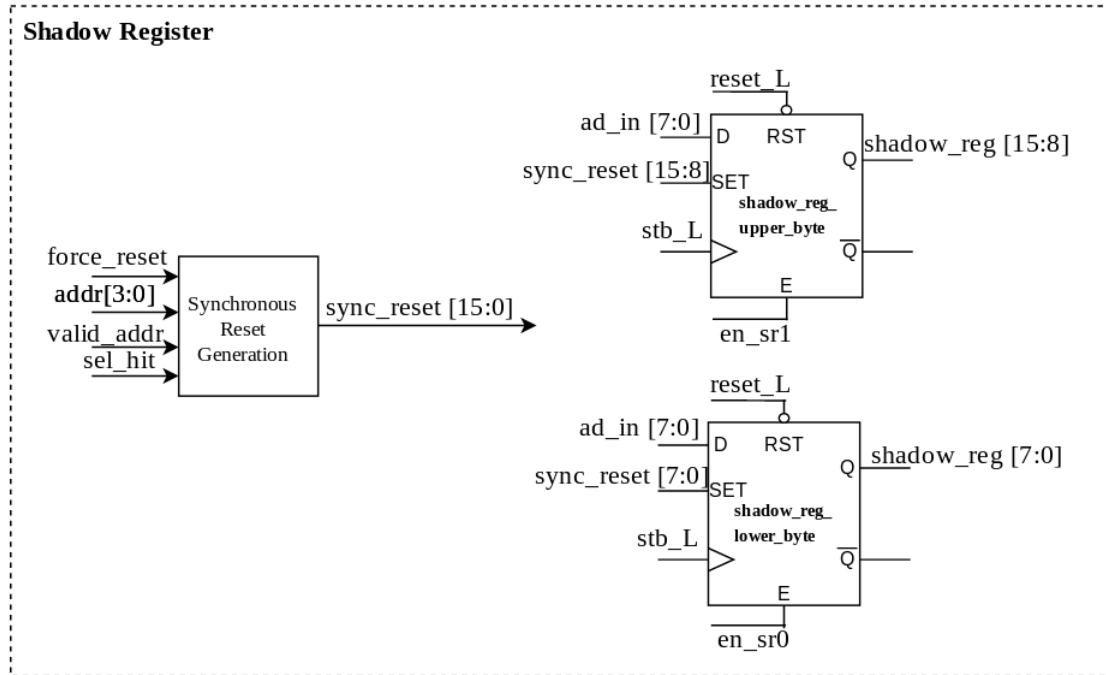 Shadow Register
force_reset
addr[3:0]
valid_addr
sel_hit
Synchronous
Reset
Generation
sync_reset [15:0]
reset_L
ad_in [7:0]
D
RST
Q
shadow_reg [15:8]
sync_reset [15:8]
SET
shadow_reg_
upper_byte
stb_L
Q
E
en_sr1
reset_L
ad_in [7:0]
D
RST
Q
shadow_reg [7:0]
sync_reset [7:0]
SET
shadow_reg_
lower_byte
stb_L
Q
E
en_sr0